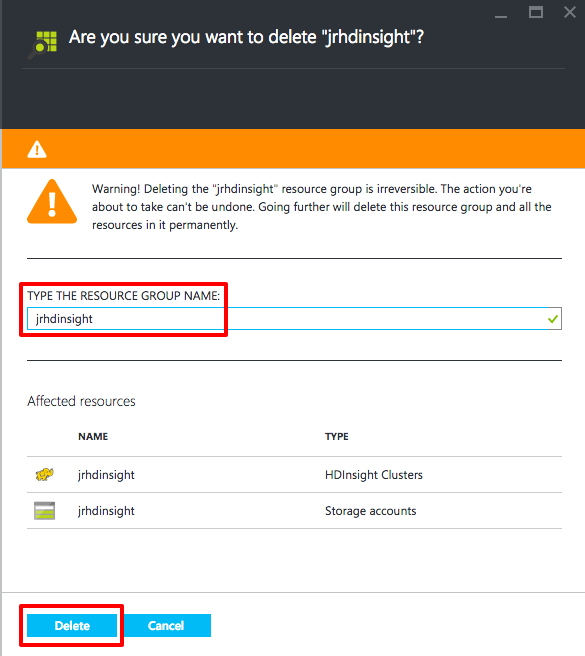 Are you sure you want to delete "jrhdinsight"?
Warning! Deleting the "jrhdinsight" resource group is irreversible. The action you're
about to take can't be undone. Going further will delete this resource group and all the
resources in it permanently.
TYPE THE RESOURCE GROUP NAME:
jrhdinsight
Affected resources
NAME TYPE
jrhdinsight HDInsight Clusters
jrhdinsight Storage accounts
Delete Cancel